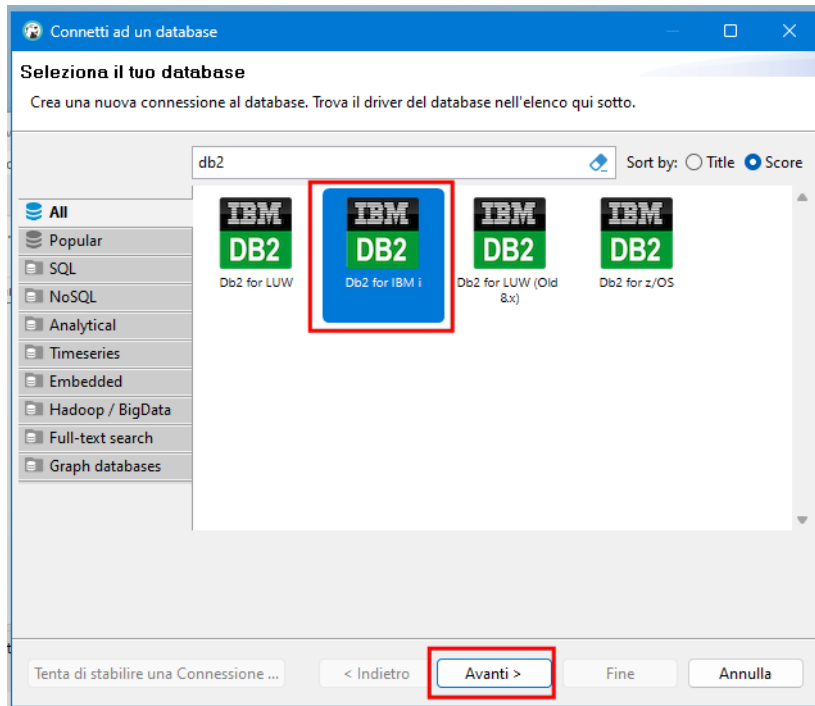 Connetti ad un database
Seleziona il tuo database
Crea una nuova connessione al database. Trova il driver del database nell'elenco qui sotto.
db2
Sort by: Title Score
All
Popular
SQL
NoSQL
Analytical
Timeseries
Embedded
Hadoop / BigData
Full-text search
Graph databases
IBM DB2
Db2 for LUW
IBM DB2
Db2 for IBM i
IBM DB2
Db2 for LUW (Old
8.x)
IBM DB2
Db2 for z/OS
Tenta di stabilire una Connessione ...
< Indietro
Avanti >
Fine
Annulla